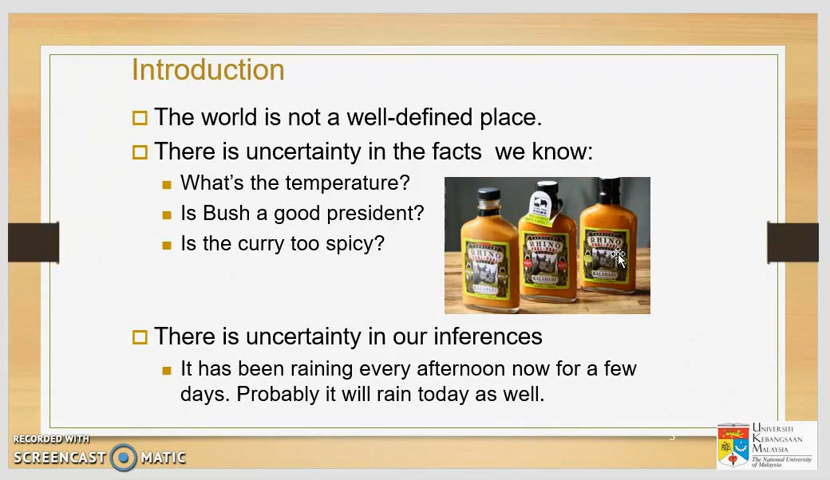 Introduction
The world is not a well-defined place.
There is uncertainty in the facts we know:
What's the temperature?
Is Bush a good president?
Is the curry too spicy?
RHINO
RHINO
RHINO
KALAHARI
KALAHARI
KALAHARI
There is uncertainty in our inferences
It has been raining every afternoon now for a few
days. Probably it will rain today as well.
RECORDED WITH
SCREENCAST MATIC
UNIVERSITI
KEBANGSAAN
MALAYSIA
The National University
of Malaysia